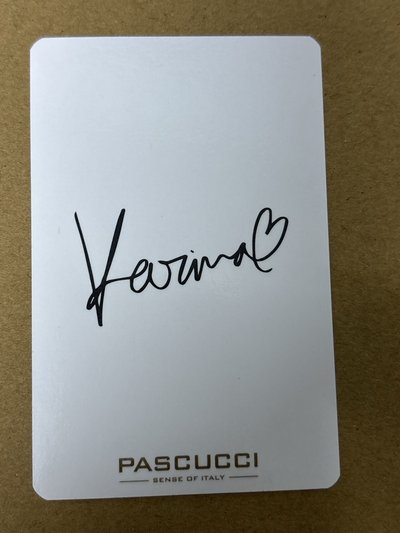 Karina♡
PASCUCCI
SENSE OF ITALY